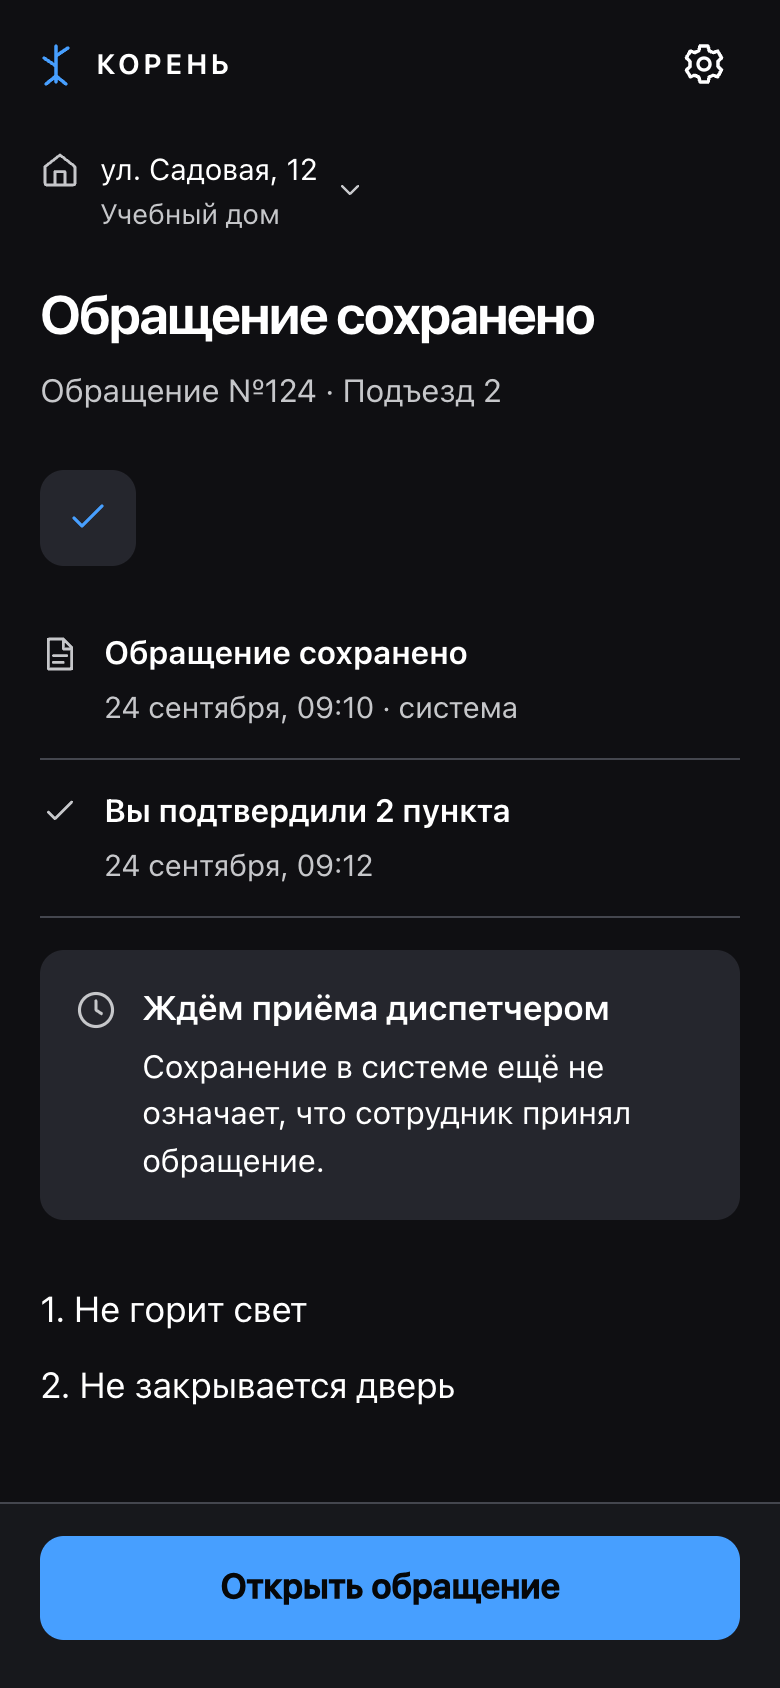 КОРЕНЬ
ул. Садовая, 12
Учебный дом
Обращение сохранено
Обращение №124 · Подъезд 2
Обращение сохранено
24 сентября, 09:10 · система
Вы подтвердили 2 пункта
24 сентября, 09:12
Ждём приёма диспетчером
Сохранение в системе ещё не
означает, что сотрудник принял
обращение.
1. Не горит свет
2. Не закрывается дверь
Открыть обращение